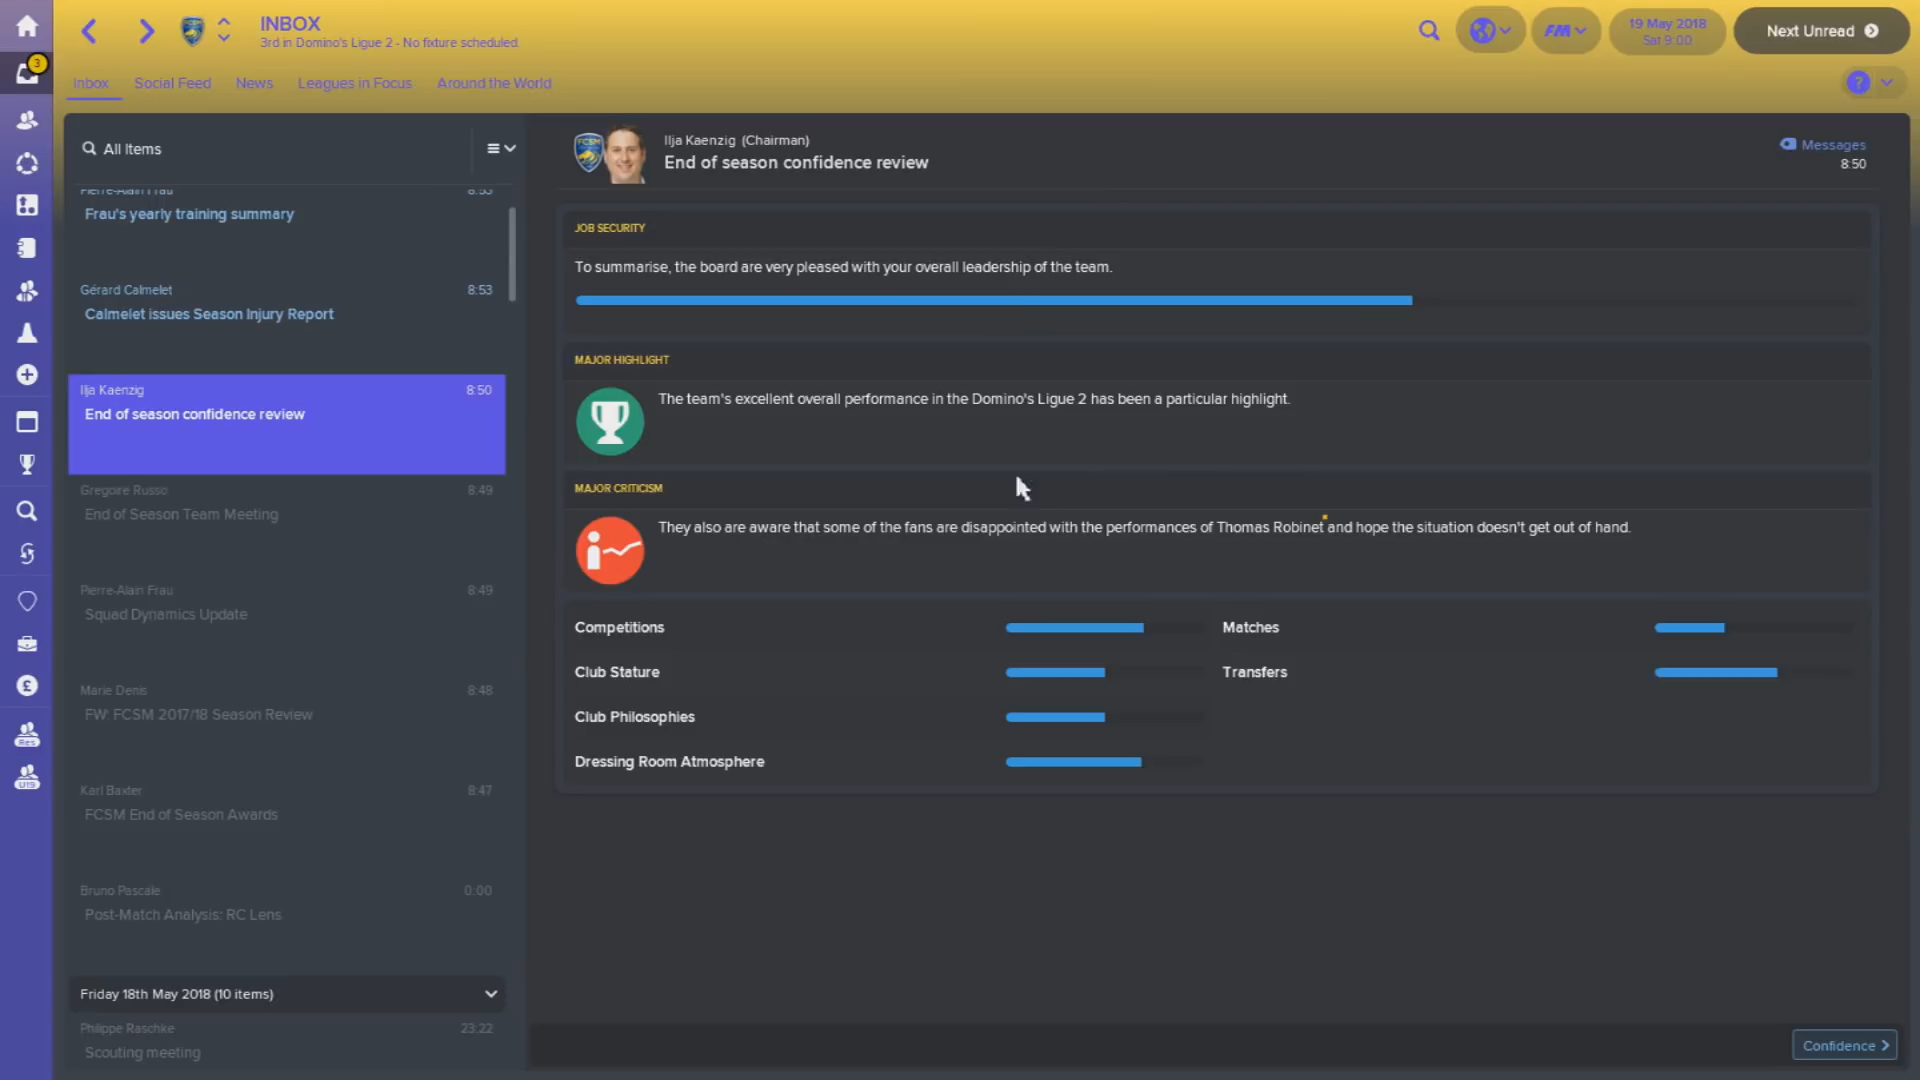 INBOX
3rd in Domino's Ligue 2 - No fixture scheduled.
FM
19 May 2018
Sat 9:00
Next Unread
3
Inbox
Social Feed
News
Leagues in Focus
Around the World
?
All Items
Pierre-Alain Frau
8:53
Frau's yearly training summary
Gérard Calmelet
8:53
Calmelet issues Season Injury Report
Ilja Kaenzig
8:50
End of season confidence review
Gregoire Russo
8:49
End of Season Team Meeting
Pierre-Alain Frau
8:49
Squad Dynamics Update
Marie Denis
8:48
FW: FCSM 2017/18 Season Review
Karl Baxter
8:47
FCSM End of Season Awards
Bruno Pascale
0:00
Post-Match Analysis: RC Lens
Friday 18th May 2018 (10 items)
Philippe Raschke
23:22
Scouting meeting
£
Res
U19
FCSM
Ilja Kaenzig (Chairman)
End of season confidence review
Messages
8:50
JOB SECURITY
To summarise, the board are very pleased with your overall leadership of the team.
MAJOR HIGHLIGHT
The team's excellent overall performance in the Domino's Ligue 2 has been a particular highlight.
MAJOR CRITICISM
They also are aware that some of the fans are disappointed with the performances of Thomas Robinet and hope the situation doesn't get out of hand.
Competitions
Matches
Club Stature
Transfers
Club Philosophies
Dressing Room Atmosphere
Confidence